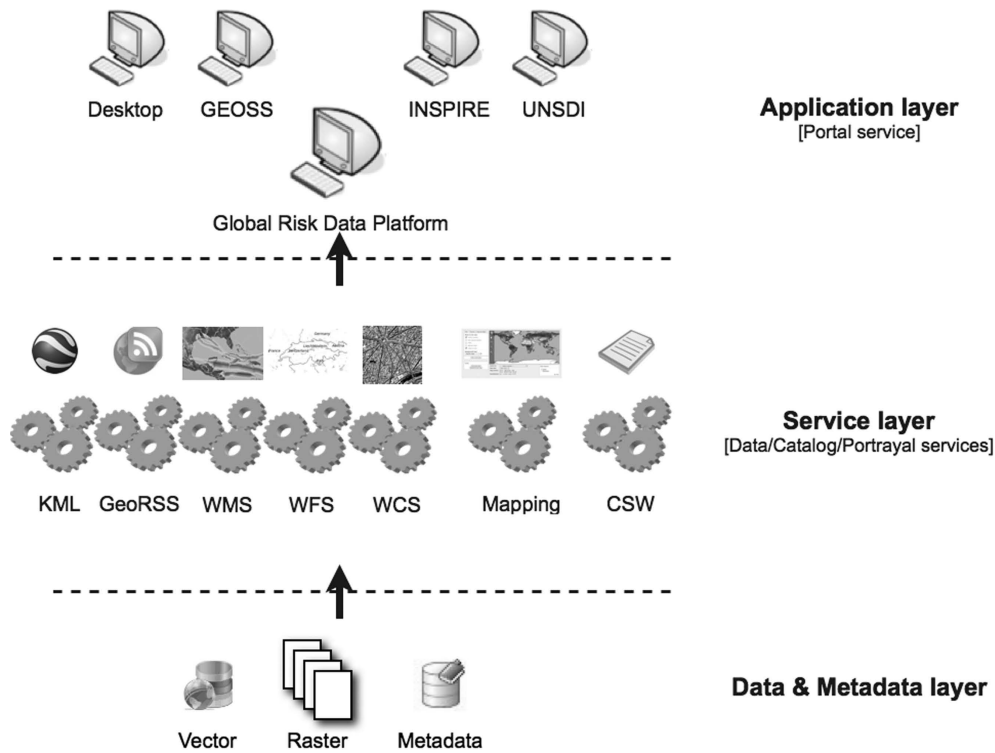 Desktop GEOSS INSPIRE UNSDI
Application layer
[Portal service]
Global Risk Data Platform
Service layer
[Data/Catalog/Portrayal services]
KML GeoRSS WMS WFS WCS Mapping CSW
Data & Metadata layer
Vector Raster Metadata